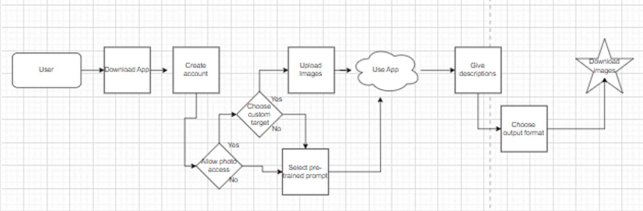 User
Download App
Create
account
Upload
Images
Use App
Give
descriptions
Download
images
Choose
custom
target
Yes
No
Choose
output format
Yes
Allow photo
access
No
Select pre-
trained prompt